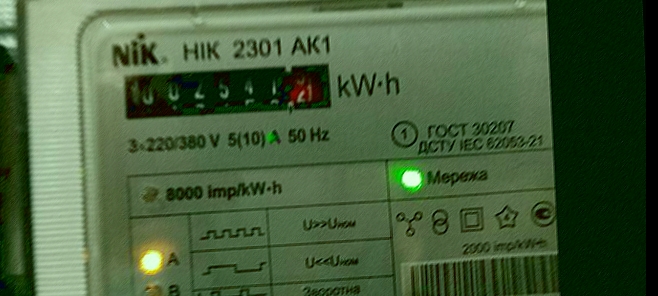 NiK. НІК 2301 АК1
kW·h
3×220/380 V 5(10) A 50 Hz
1 ГОСТ 30207
ДСТУ IEC 62053-21
8000 imp/kW·h
Мережа
A
U>>Uном
U<<Uном
2000 imp/kW·h
B
Зворотна